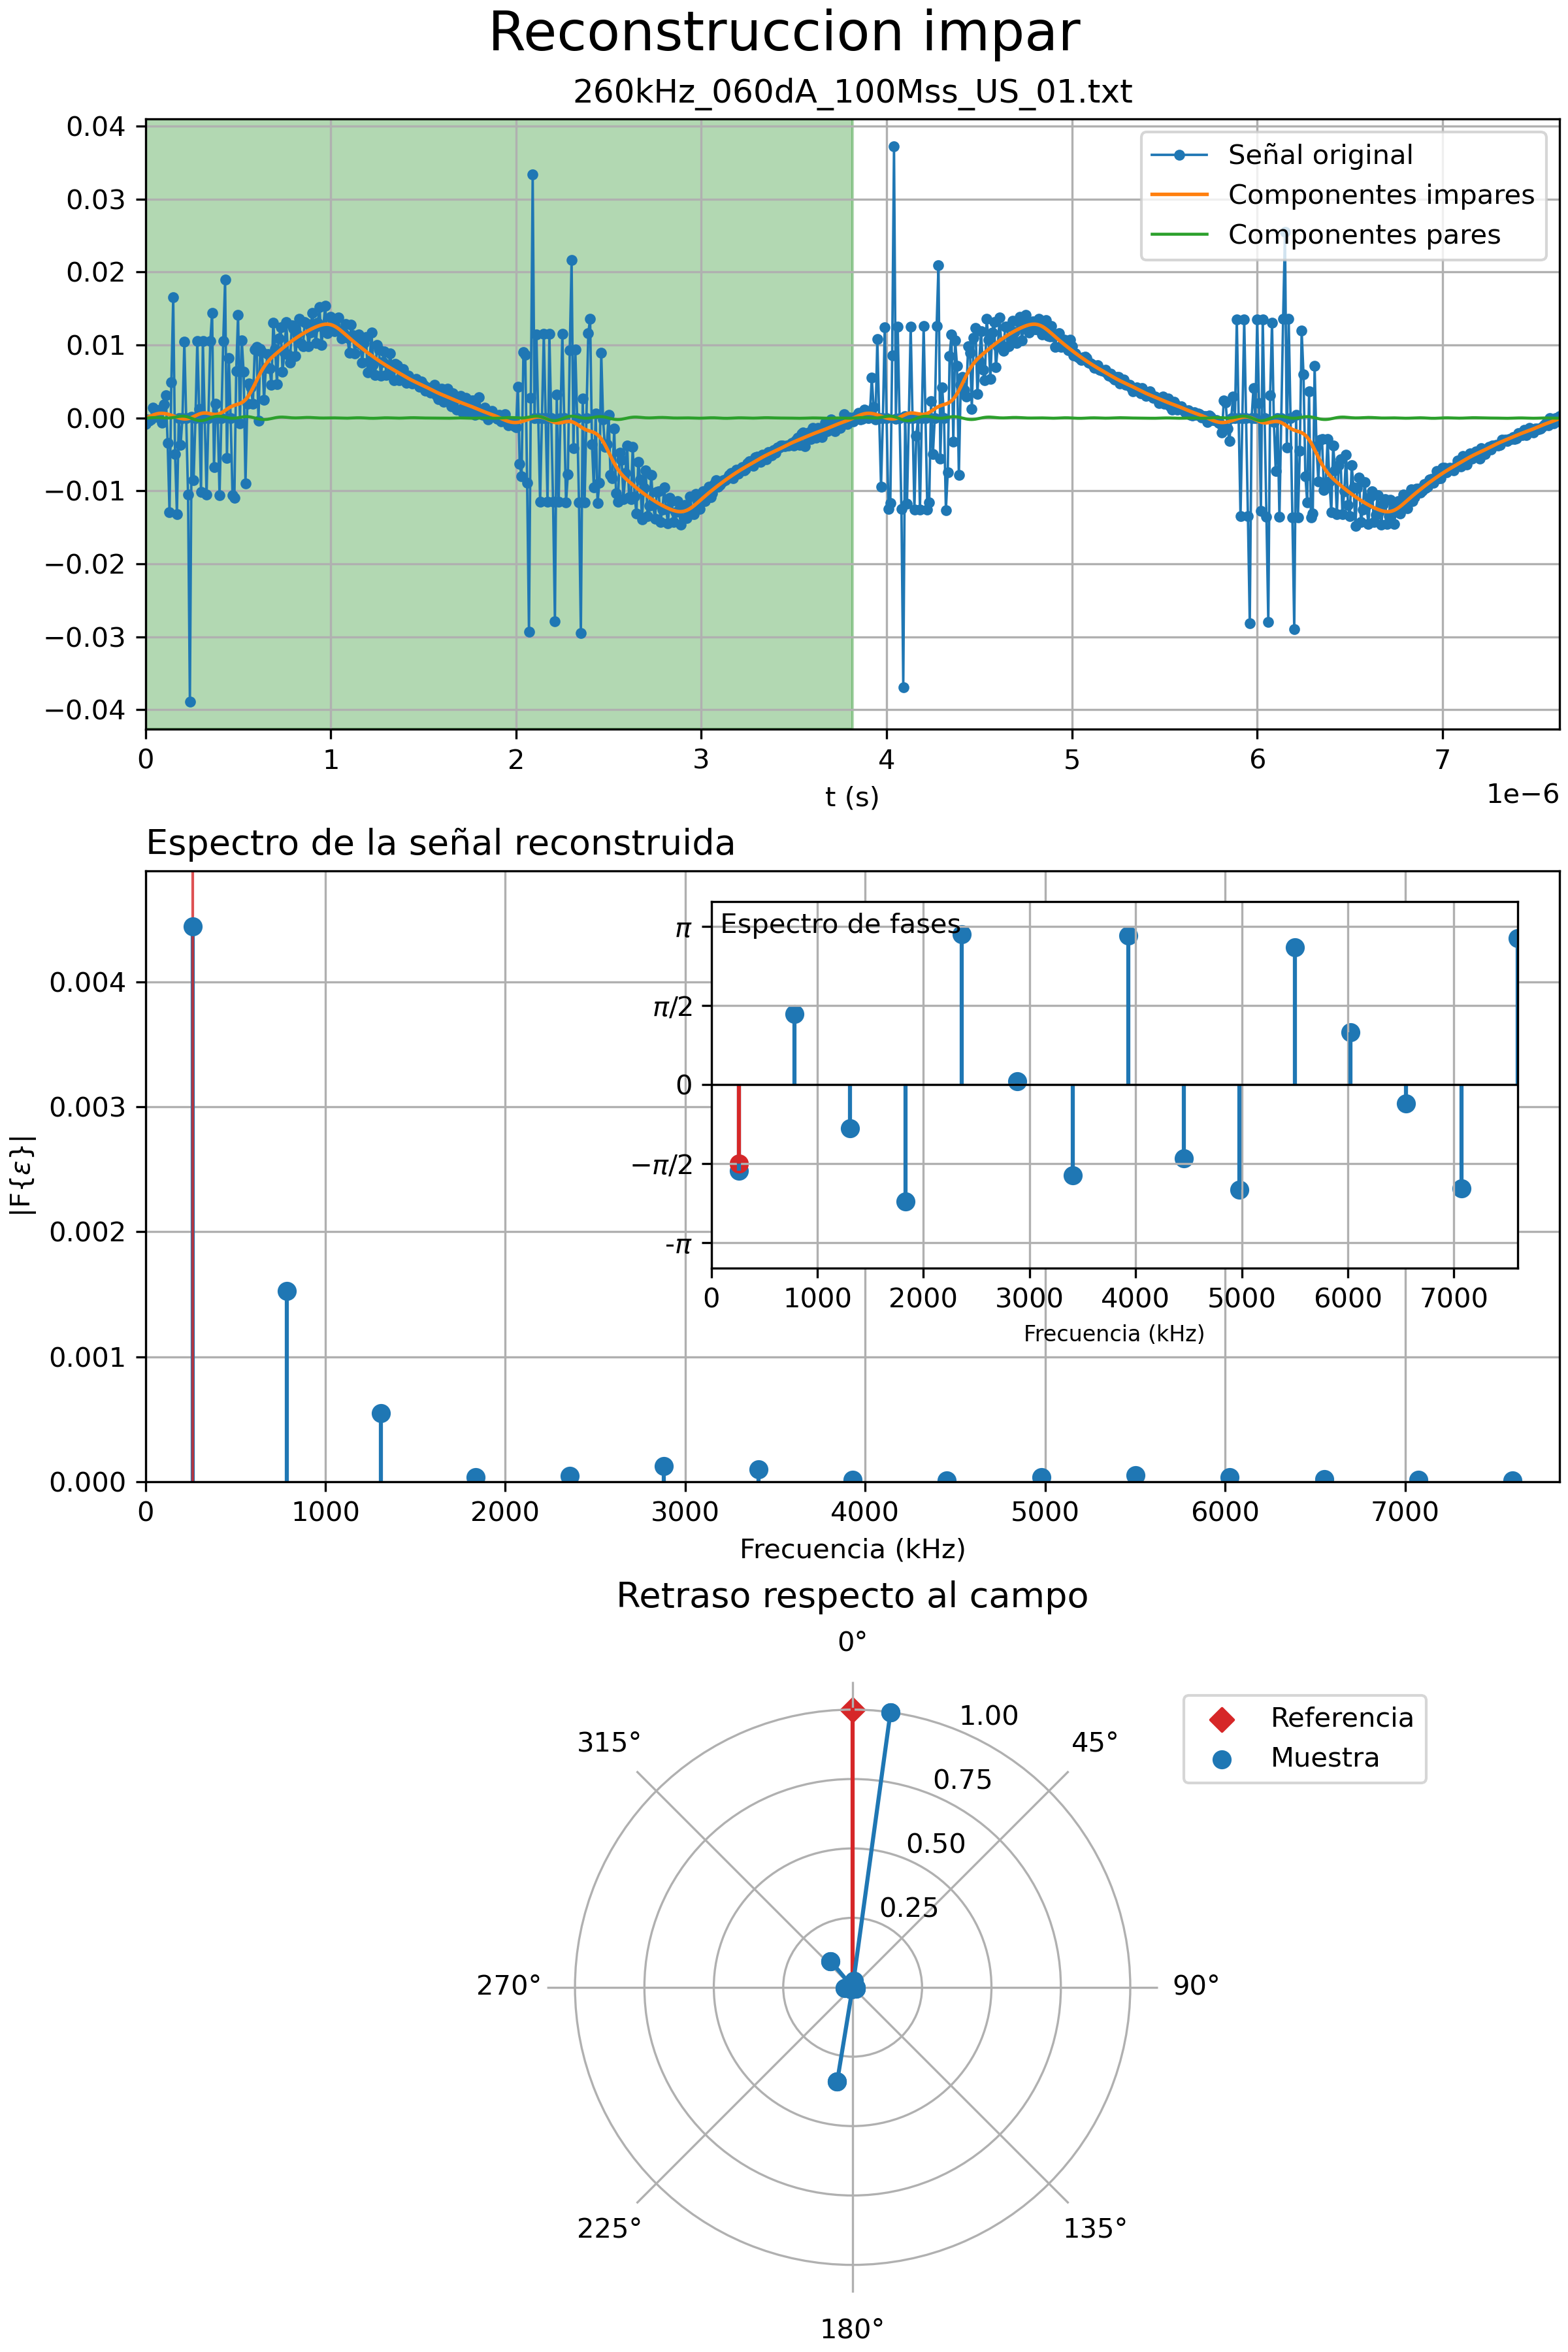 Reconstruccion impar
260kHz_060dA_100Mss_US_01.txt
0.04
0.03
0.02
0.01
0.00
−0.01
−0.02
−0.03
−0.04
Señal original
Componentes impares
Componentes pares
0 1 2 3 4 5 6 7
t (s)
1e−6
Espectro de la señal reconstruida
|F{ε}|
0.004
0.003
0.002
0.001
0.000
Espectro de fases
π
π/2
0
−π/2
-π
0 1000 2000 3000 4000 5000 6000 7000
Frecuencia (kHz)
0 1000 2000 3000 4000 5000 6000 7000
Frecuencia (kHz)
Retraso respecto al campo
0°
45°
90°
135°
180°
225°
270°
315°
1.00
0.75
0.50
0.25
Referencia
Muestra